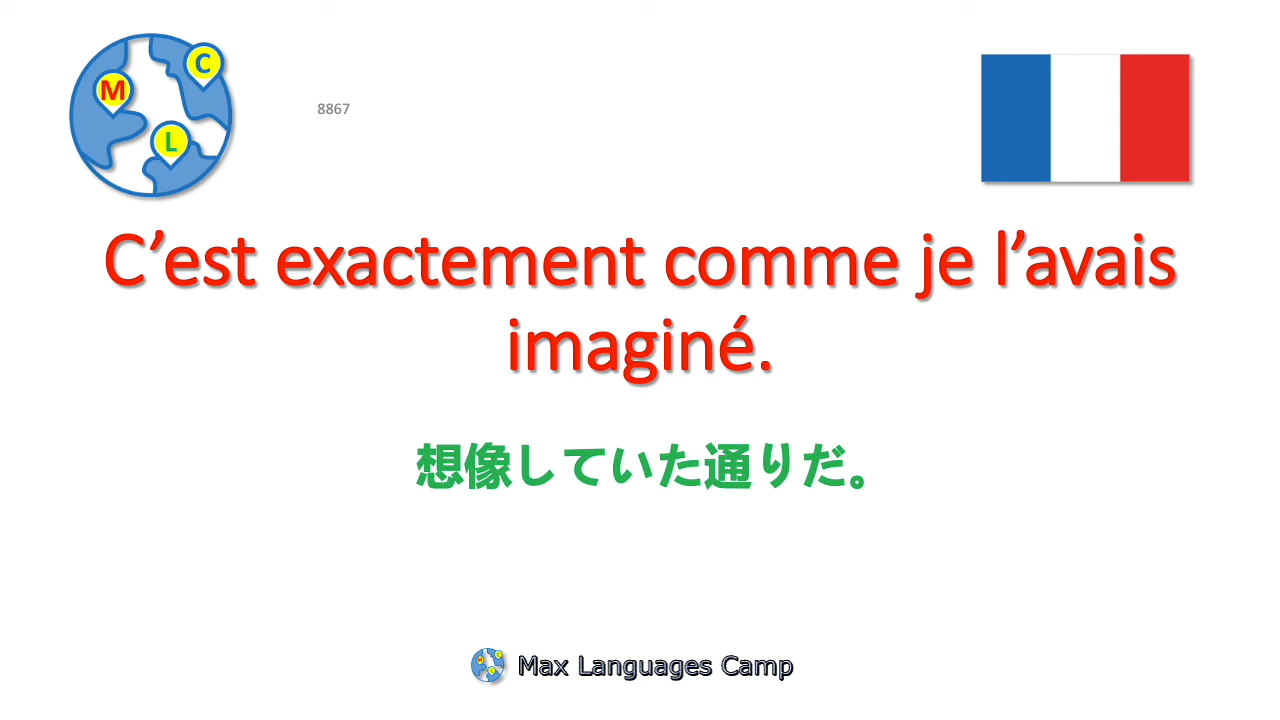 M
C
L
8867
C’est exactement comme je l’avais
imaginé.
想像していた通りだ。
Max Languages Camp